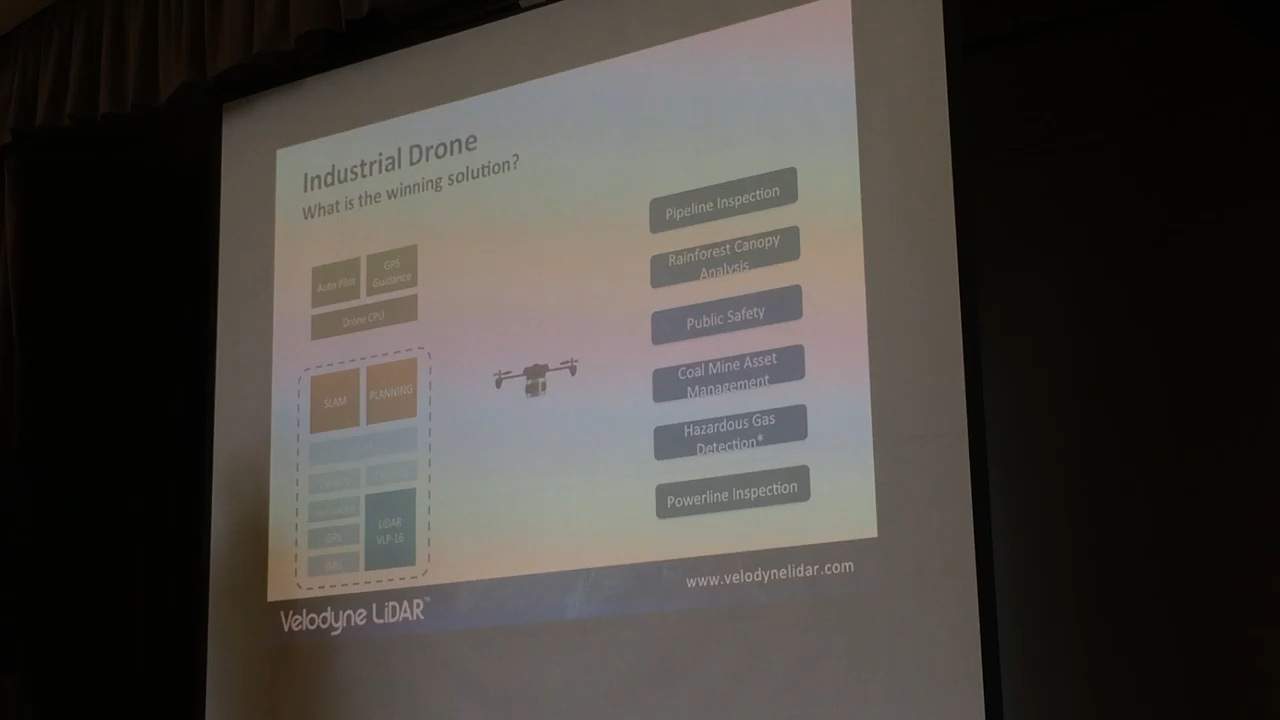 Industrial Drone
What is the winning solution?
Auto Pilot
GPS
Guidance
Drone CPU
SLAM
PLANNING
LiDAR
VLP-16
GPS
Pipeline Inspection
Rainforest Canopy
Analysis
Public Safety
Coal Mine Asset
Management
Hazardous Gas
Detection*
Powerline Inspection
www.velodynelidar.com
Velodyne LiDAR™